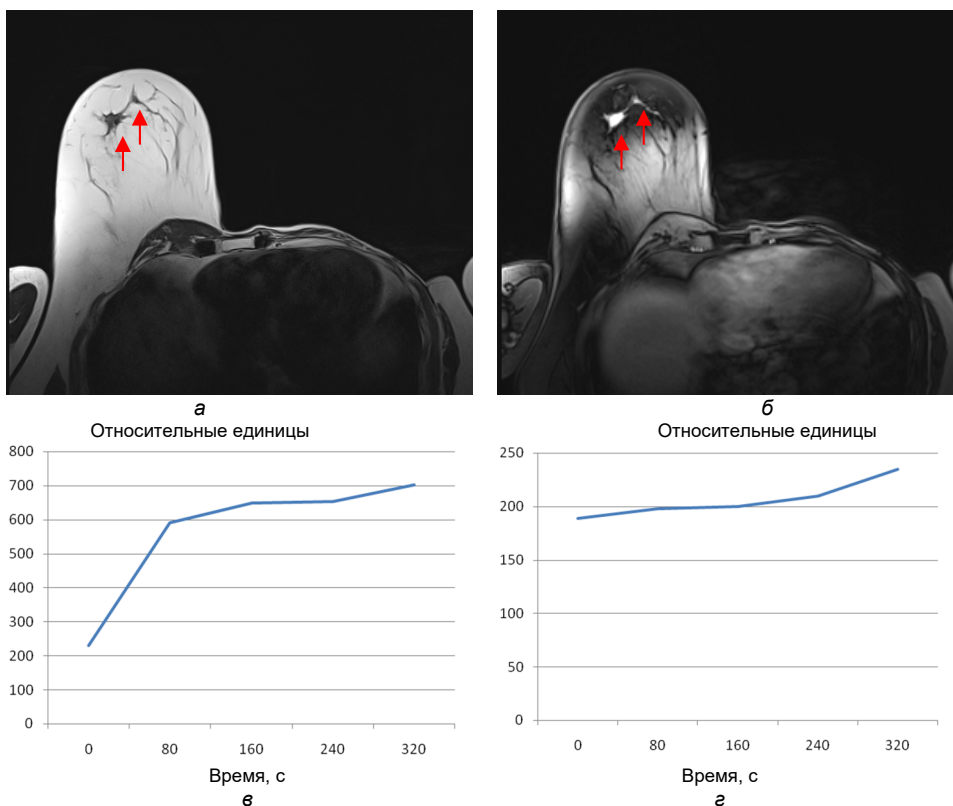 а
б
Относительные единицы
800
700
600
500
400
300
200
100
0
0 80 160 240 320
Время, с
в
Относительные единицы
250
200
150
100
50
0
0 80 160 240 320
Время, с
г